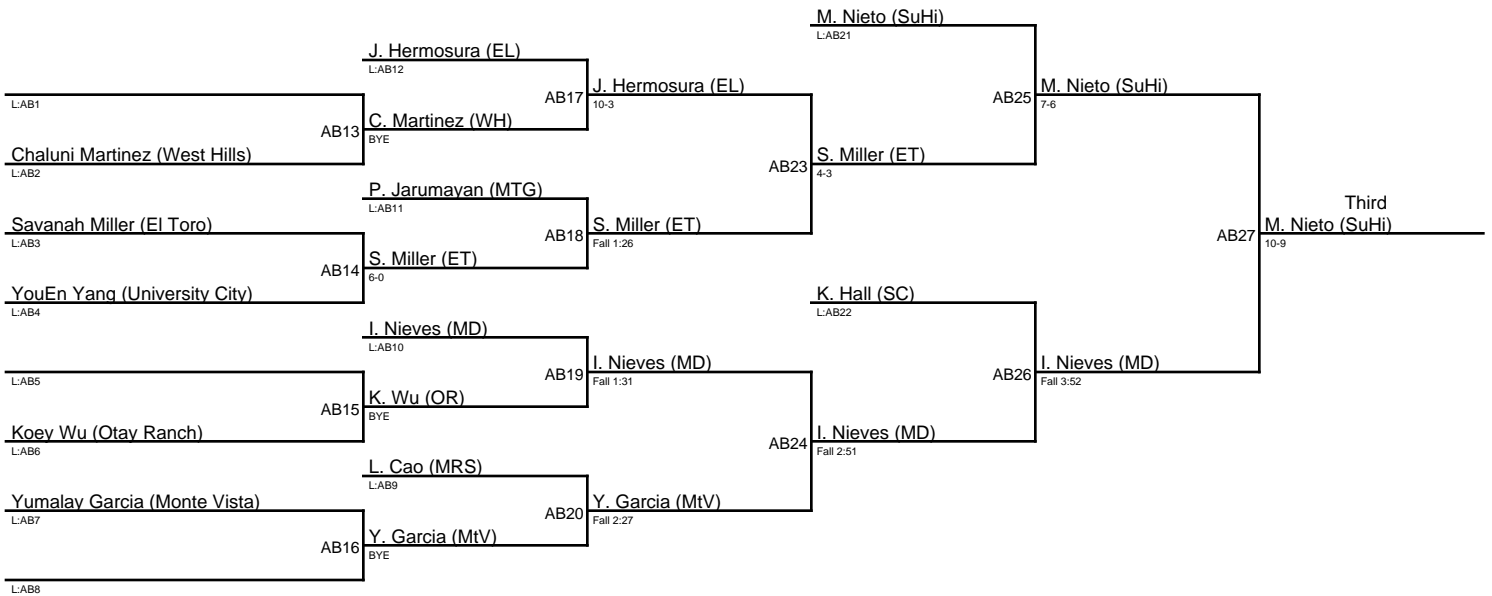 M. Nieto (SuHi)
L:AB21
J. Hermosura (EL)
L:AB12
AB17
J. Hermosura (EL)
10-3
AB25
M. Nieto (SuHi)
7-6
L:AB1
AB13
C. Martinez (WH)
BYE
Chaluni Martinez (West Hills)
L:AB2
AB23
S. Miller (ET)
4-3
P. Jarumayan (MTG)
L:AB11
Third
Savanah Miller (El Toro)
L:AB3
AB18
S. Miller (ET)
Fall 1:26
AB27
M. Nieto (SuHi)
10-9
AB14
S. Miller (ET)
6-0
YouEn Yang (University City)
L:AB4
K. Hall (SC)
L:AB22
I. Nieves (MD)
L:AB10
L:AB5
AB19
I. Nieves (MD)
Fall 1:31
AB26
I. Nieves (MD)
Fall 3:52
AB15
K. Wu (OR)
BYE
Koey Wu (Otay Ranch)
L:AB6
AB24
I. Nieves (MD)
Fall 2:51
L. Cao (MRS)
L:AB9
Yumalay Garcia (Monte Vista)
L:AB7
AB20
Y. Garcia (MtV)
Fall 2:27
AB16
Y. Garcia (MtV)
BYE
L:AB8